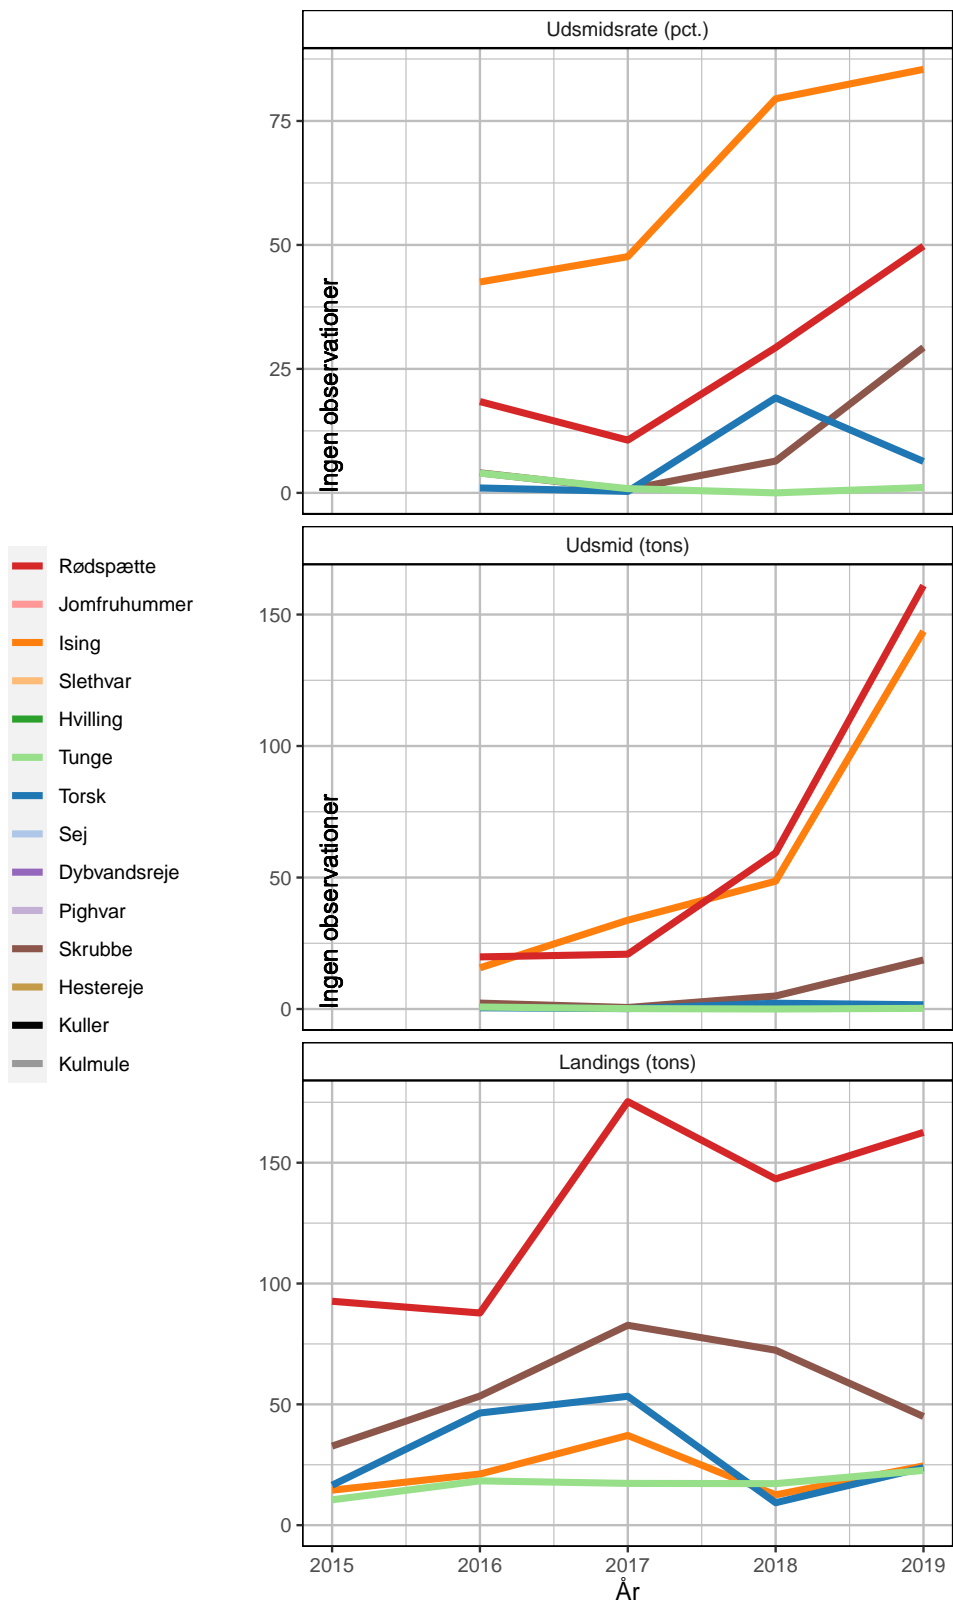 Udsmidsrate (pct.)
75
50
25
0
Ingen observationer
Udsmid (tons)
150
100
50
0
Ingen observationer
Rødspætte
Jomfruhummer
Ising
Slethvar
Hvilling
Tunge
Torsk
Sej
Dybvandsreje
Pighvar
Skrubbe
Hestereje
Kuller
Kulmule
Landings (tons)
150
100
50
0
2015 2016 2017 2018 2019
År